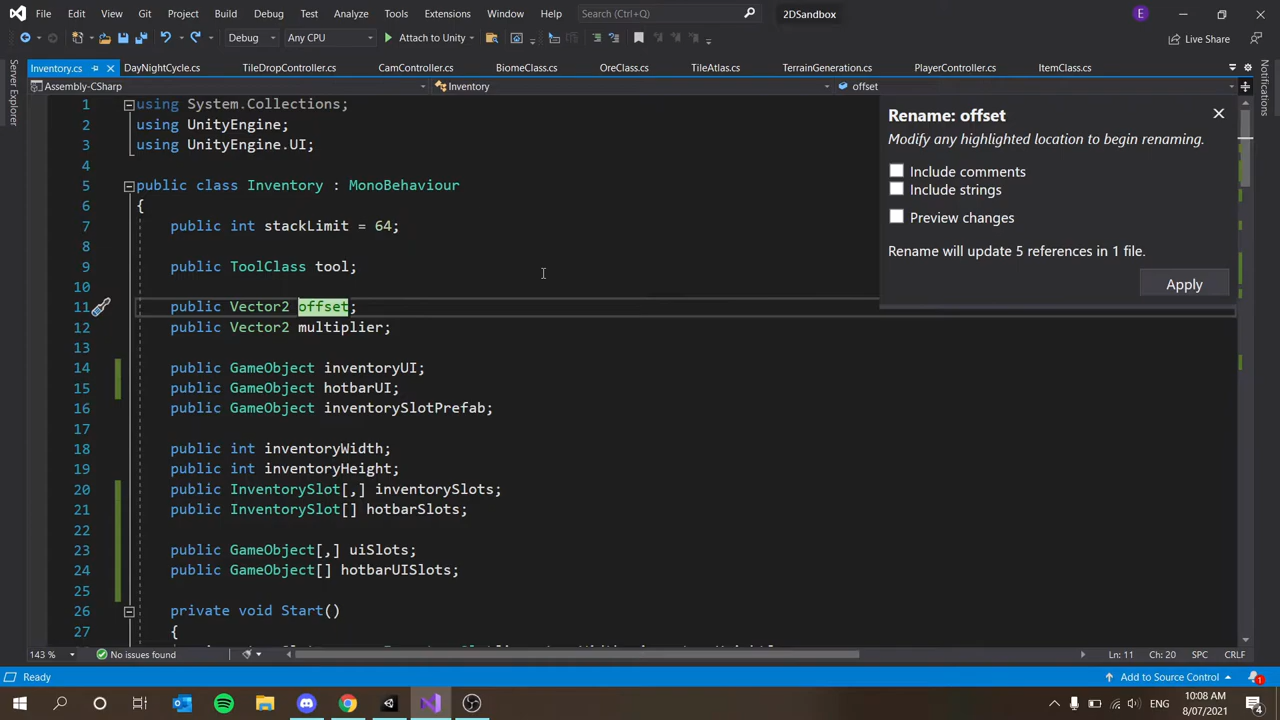 File Edit View Git Project Build Debug Test Analyze Tools Extensions Window Help Search (Ctrl+Q) 2DSandbox E
Debug Any CPU Attach to Unity Live Share
Server Explorer
Inventory.cs DayNightCycle.cs TileDropController.cs CamController.cs BiomeClass.cs OreClass.cs TileAtlas.cs TerrainGeneration.cs PlayerController.cs ItemClass.cs
Notifications
Assembly-CSharp Inventory offset
Rename: offset
Modify any highlighted location to begin renaming.
Include comments
Include strings
Preview changes
Rename will update 5 references in 1 file.
Apply
1 using System.Collections;
2 using UnityEngine;
3 using UnityEngine.UI;
4
5 public class Inventory : MonoBehaviour
6 {
7 public int stackLimit = 64;
8
9 public ToolClass tool;
10
11 public Vector2 offset;
12 public Vector2 multiplier;
13
14 public GameObject inventoryUI;
15 public GameObject hotbarUI;
16 public GameObject inventorySlotPrefab;
17
18 public int inventoryWidth;
19 public int inventoryHeight;
20 public InventorySlot[,] inventorySlots;
21 public InventorySlot[] hotbarSlots;
22
23 public GameObject[,] uiSlots;
24 public GameObject[] hotbarUISlots;
25
26 private void Start()
27 {
143 % No issues found Ln: 11 Ch: 20 SPC CRLF
Ready Add to Source Control 1
ENG 10:08 AM
8/07/2021 4